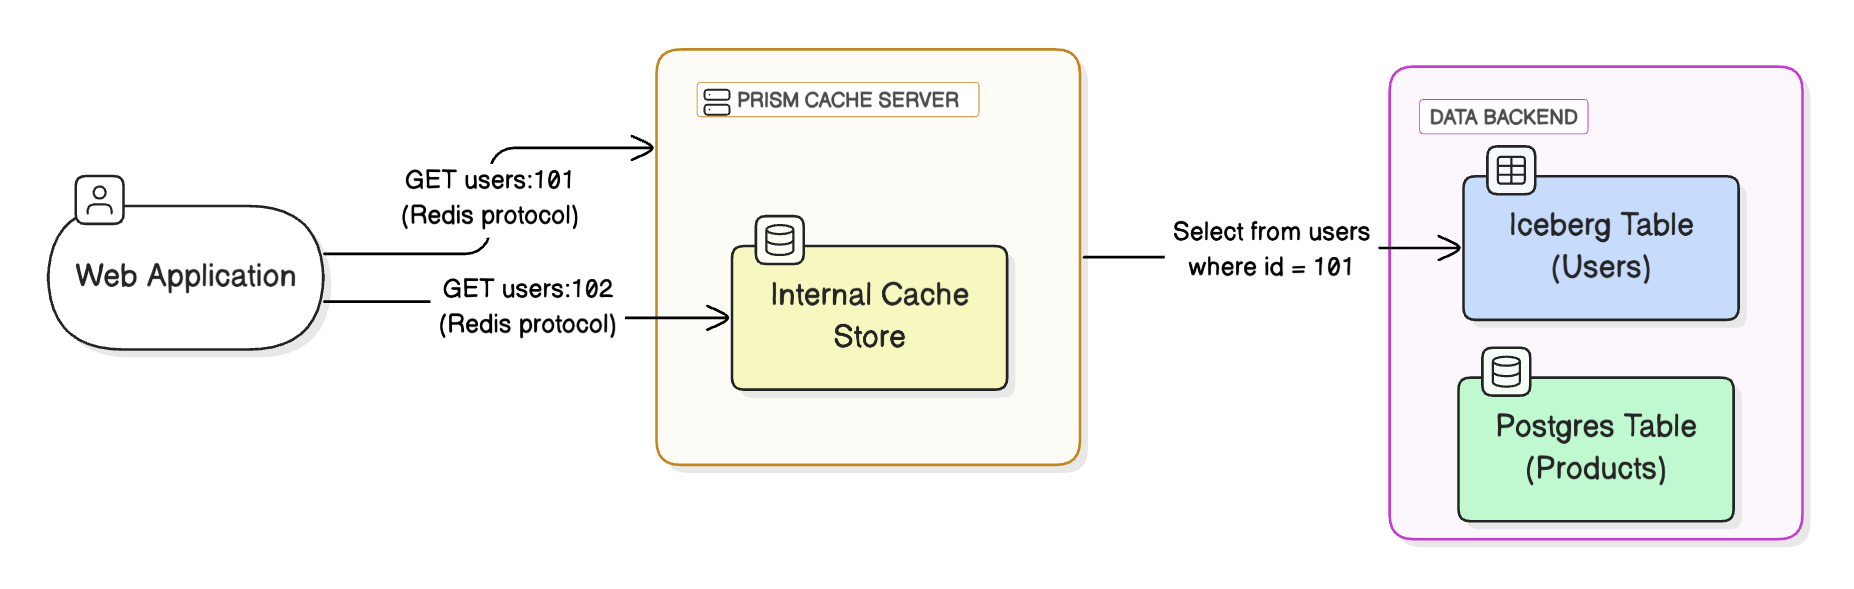 PRISM CACHE SERVER
DATA BACKEND
GET users:101
(Redis protocol)
Web Application
GET users:102
(Redis protocol)
Internal Cache
Store
Select from users
where id = 101
Iceberg Table
(Users)
Postgres Table
(Products)